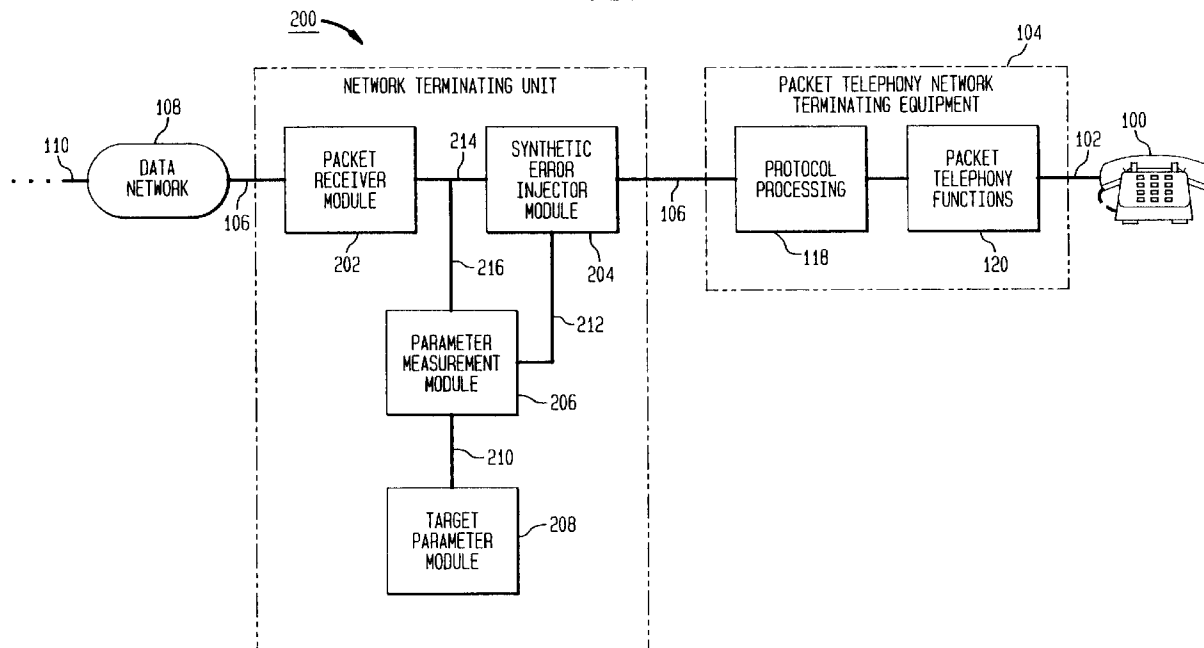 200
104
NETWORK TERMINATING UNIT
PACKET TELEPHONY NETWORK
TERMINATING EQUIPMENT
108
110
DATA
NETWORK
106
PACKET
RECEIVER
MODULE
202
214
SYNTHETIC
ERROR
INJECTOR
MODULE
204
106
PROTOCOL
PROCESSING
118
PACKET
TELEPHONY
FUNCTIONS
120
102
100
216
212
PARAMETER
MEASUREMENT
MODULE
206
210
TARGET
PARAMETER
MODULE
208